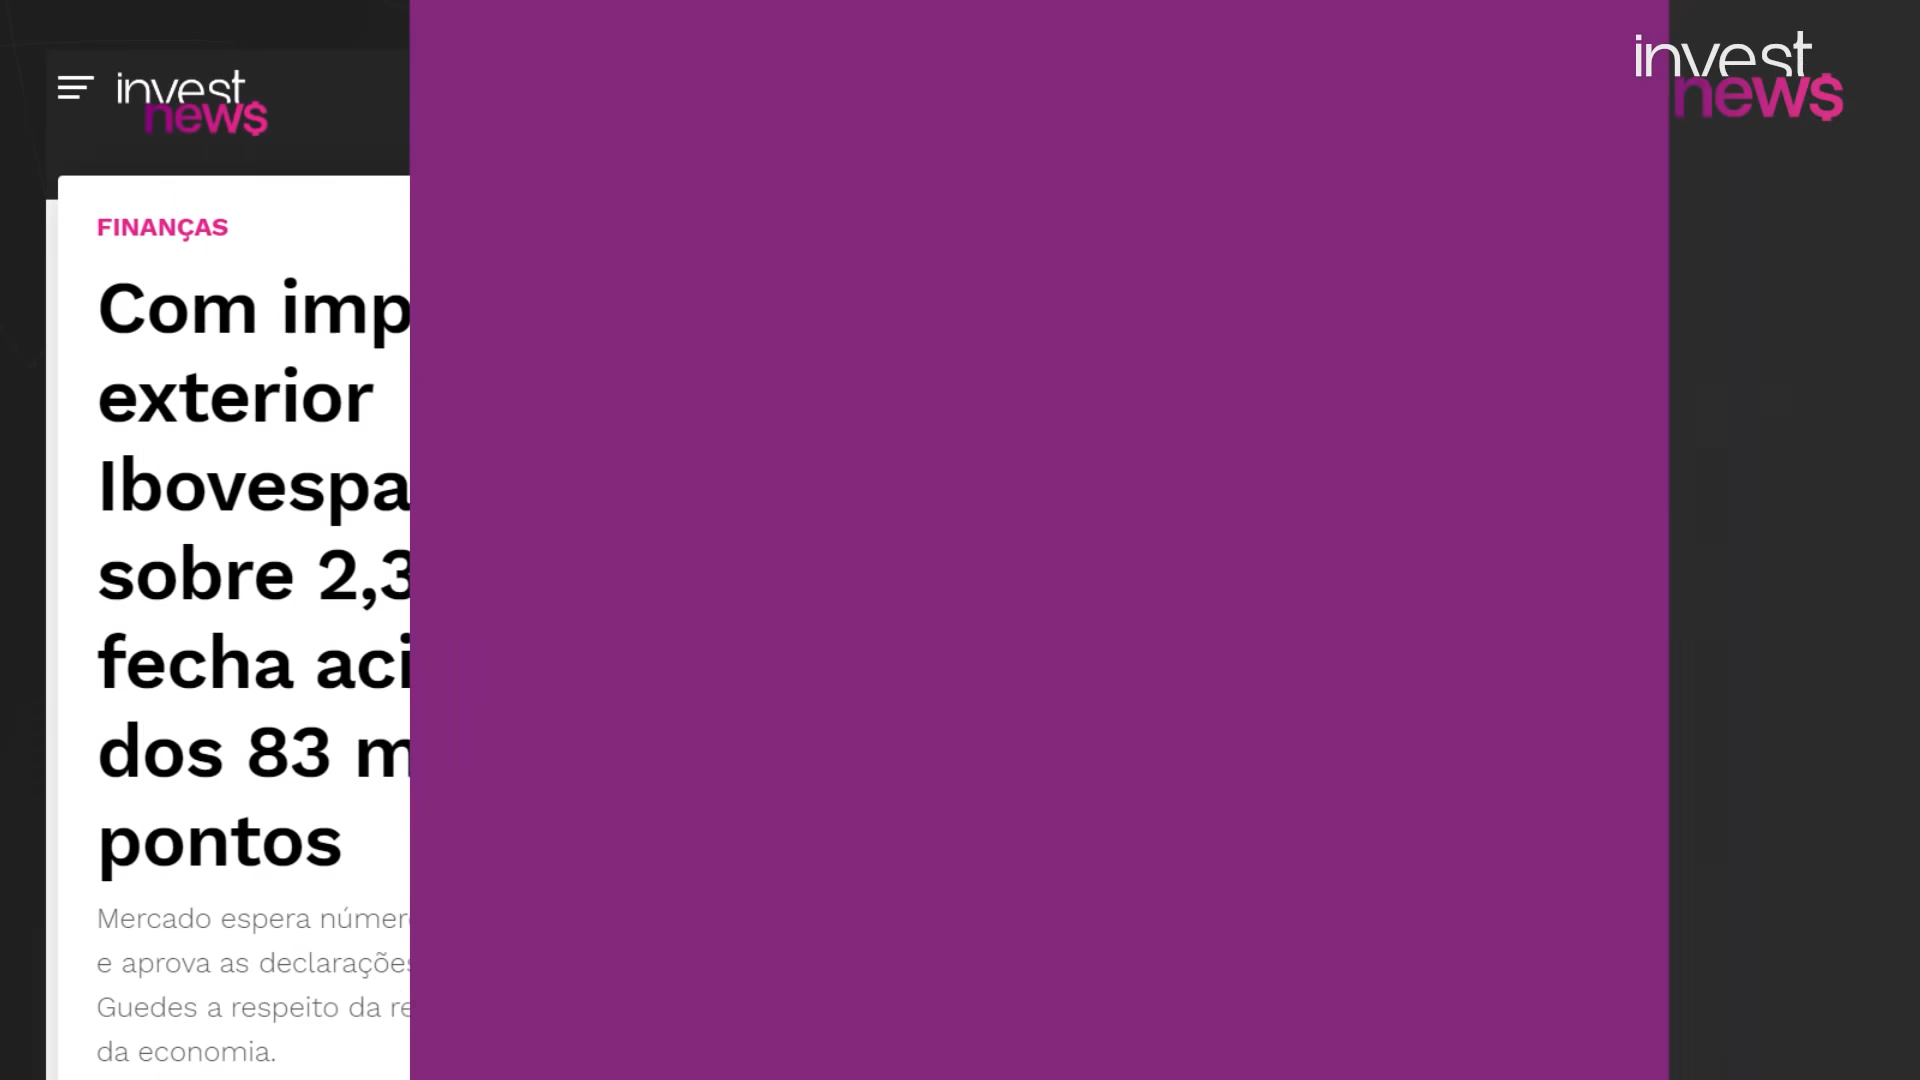 invest
news
invest
news
FINANÇAS
Com imp
exterior
Ibovespa
sobre 2,3
fecha aci
dos 83 m
pontos
Mercado espera númer
e aprova as declarações
Guedes a respeito da re
da economia.